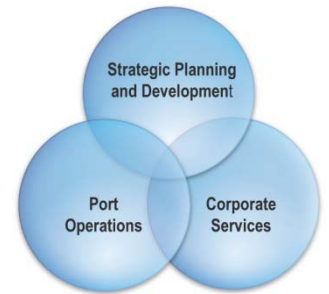 Strategic Planning
and Development
Port
Operations
Corporate
Services